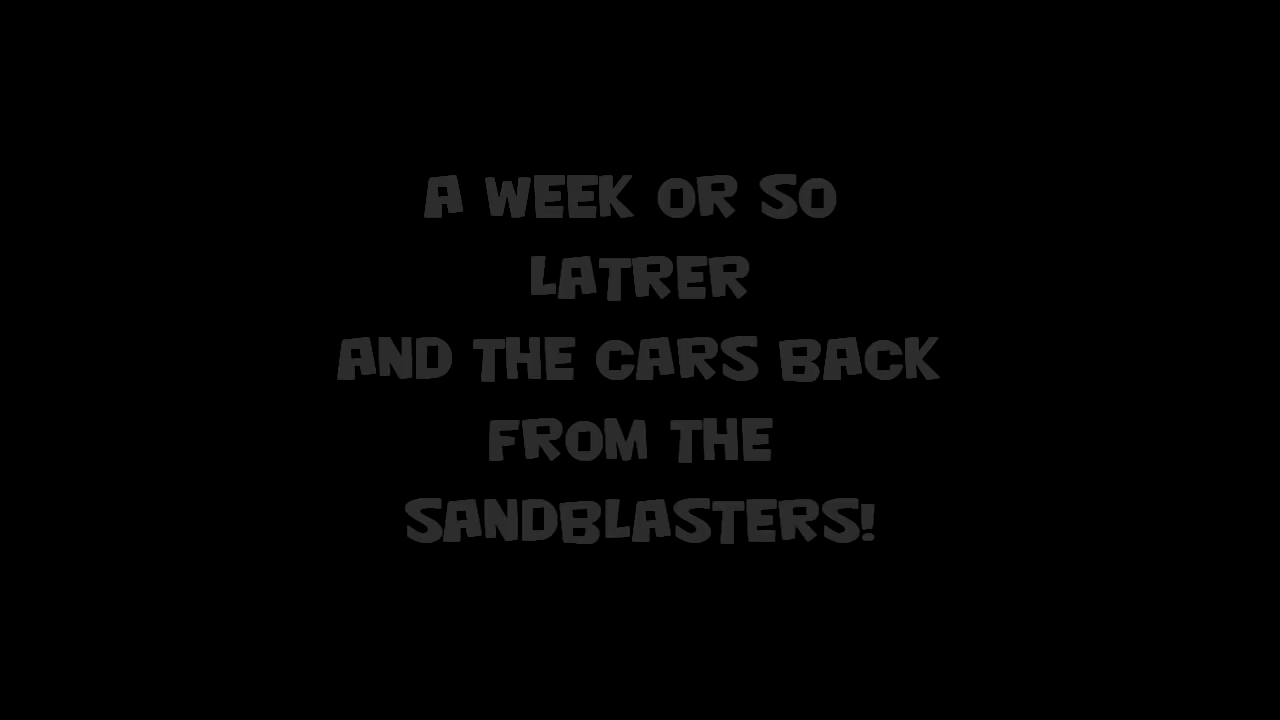 A WEEK OR SO
LATRER
AND THE CARS BACK
FROM THE
SANDBLASTERS!